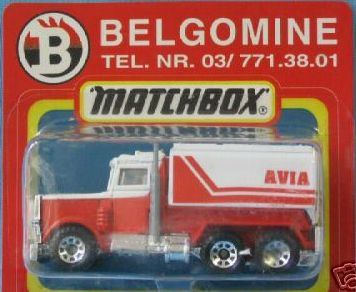 B BELGOMINE
TEL. NR. 03/ 771.38.01
MATCHBOX®
AVIA